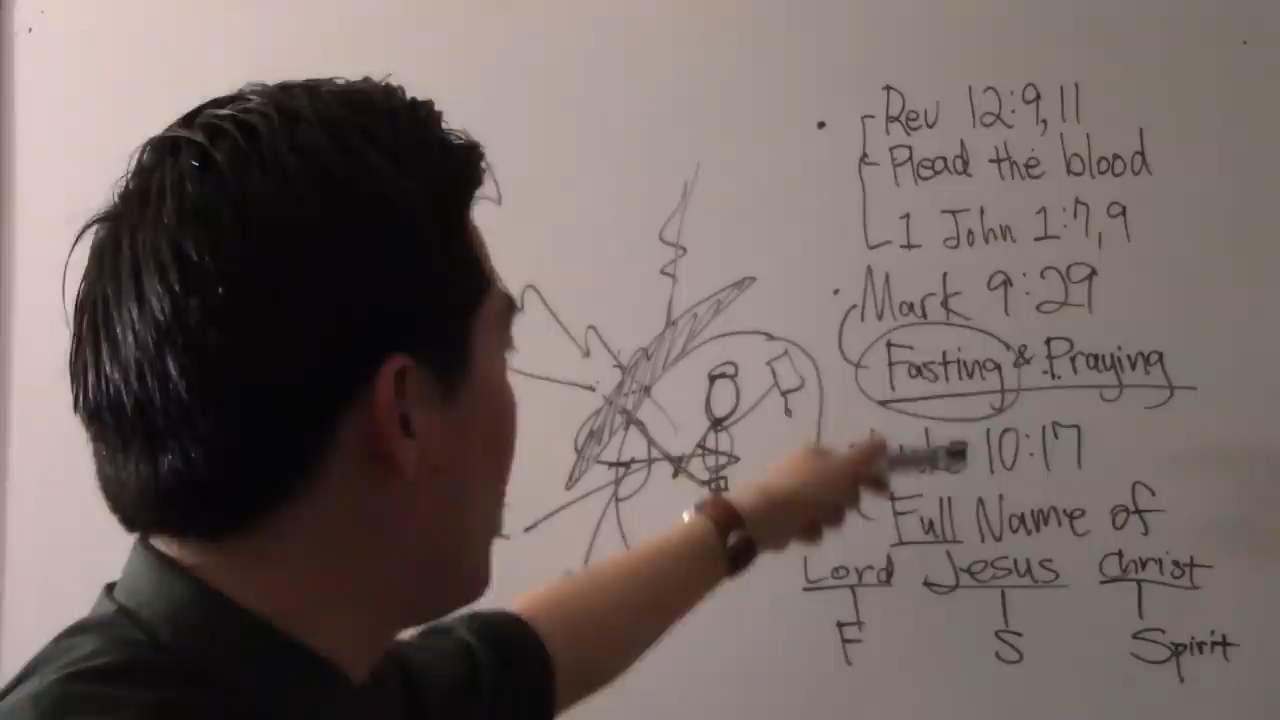 Rev 12:9,11
Plead the blood
1 John 1:7,9
Mark 9:29
Fasting & Praying
10:17
Full Name of
Lord Jesus Christ
F S Spirit